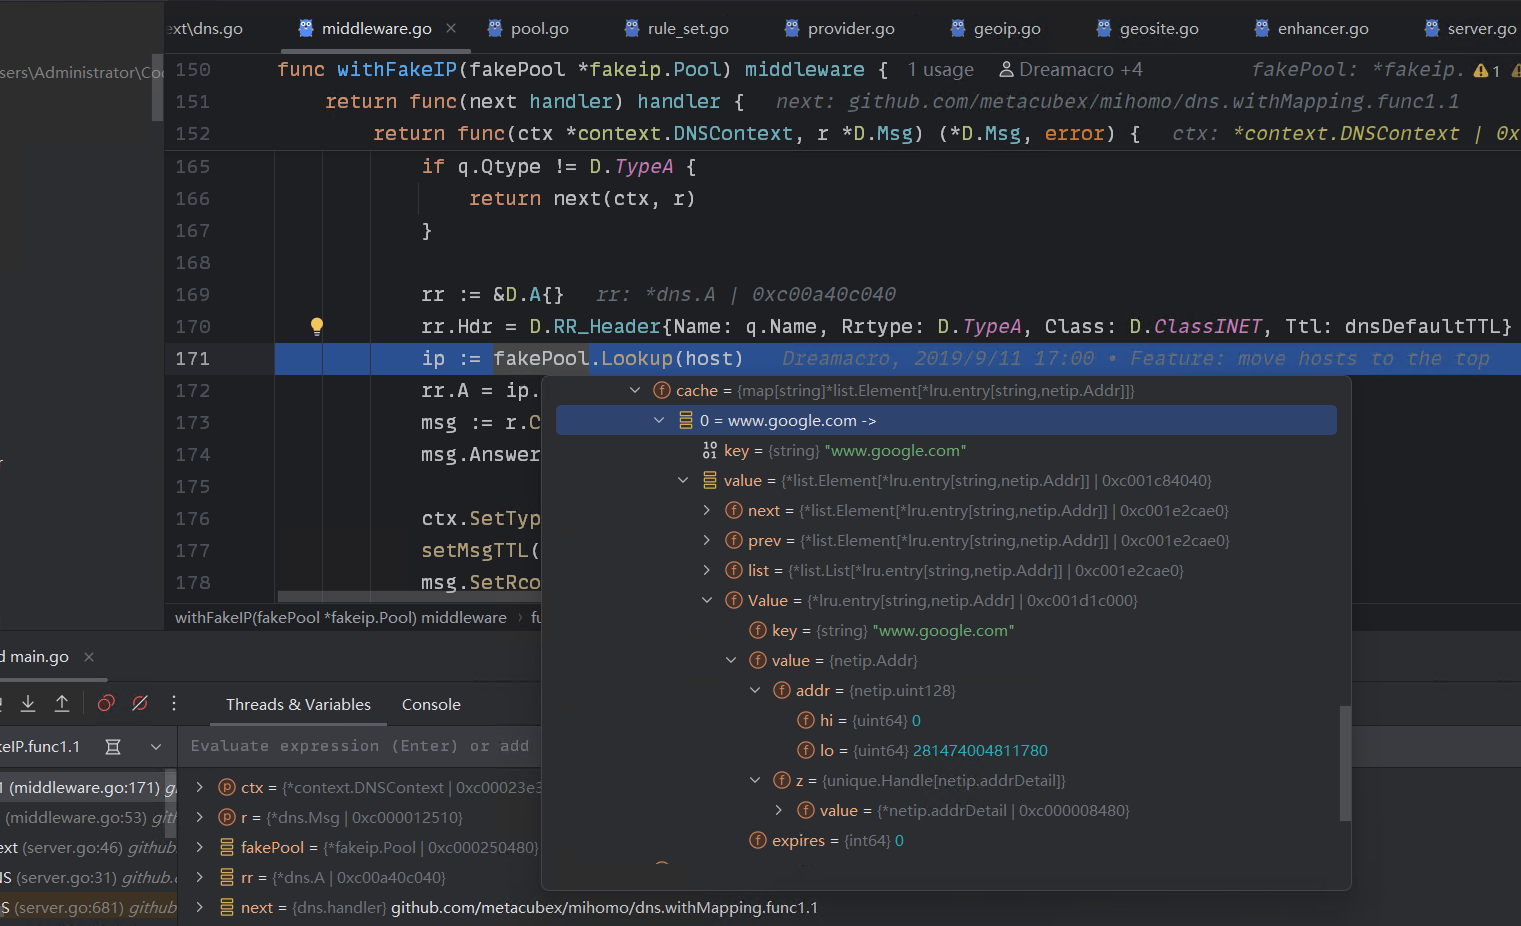 ext\dns.go middleware.go pool.go rule_set.go provider.go geoip.go geosite.go enhancer.go server.go
sers\Administrator\Co
150 func withFakeIP(fakePool *fakeip.Pool) middleware { 1 usage Dreamacro +4 fakePool: *fakeip. 1
151 return func(next handler) handler { next: github.com/metacubex/mihomo/dns.withMapping.func1.1
152 return func(ctx *context.DNSContext, r *D.Msg) (*D.Msg, error) { ctx: *context.DNSContext | 0x
165 if q.Qtype != D.TypeA {
166 return next(ctx, r)
167 }
168
169 rr := &D.A{} rr: *dns.A | 0xc00a40c040
170 rr.Hdr = D.RR_Header{Name: q.Name, Rrtype: D.TypeA, Class: D.ClassINET, Ttl: dnsDefaultTTL}
171 ip := fakePool.Lookup(host) Dreamacro, 2019/9/11 17:00 • Feature: move hosts to the top
172 rr.A = ip.
173 msg := r.C
174 msg.Answer
175
176 ctx.SetTyp
177 setMsgTTL(
178 msg.SetRco
cache = {map[string]*list.Element[*lru.entry[string,netip.Addr]]}
0 = www.google.com ->
key = {string} "www.google.com"
value = {*list.Element[*lru.entry[string,netip.Addr]] | 0xc001c84040}
next = {*list.Element[*lru.entry[string,netip.Addr]] | 0xc001e2cae0}
prev = {*list.Element[*lru.entry[string,netip.Addr]] | 0xc001e2cae0}
list = {*list.List[*lru.entry[string,netip.Addr]] | 0xc001e2cae0}
Value = {*lru.entry[string,netip.Addr] | 0xc001d1c000}
key = {string} "www.google.com"
value = {netip.Addr}
addr = {netip.uint128}
hi = {uint64} 0
lo = {uint64} 281474004811780
z = {unique.Handle[netip.addrDetail]}
value = {*netip.addrDetail | 0xc000008480}
expires = {int64} 0
withFakeIP(fakePool *fakeip.Pool) middleware › fu
d main.go
Threads & Variables Console
keIP.func1.1 Evaluate expression (Enter) or add
1 (middleware.go:171) gi ctx = {*context.DNSContext | 0xc00023e3
(middleware.go:53) gith r = {*dns.Msg | 0xc000012510}
ext (server.go:46) github. fakePool = {*fakeip.Pool | 0xc000250480}
IS (server.go:31) github.c rr = {*dns.A | 0xc00a40c040}
S (server.go:681) github next = {dns.handler} github.com/metacubex/mihomo/dns.withMapping.func1.1